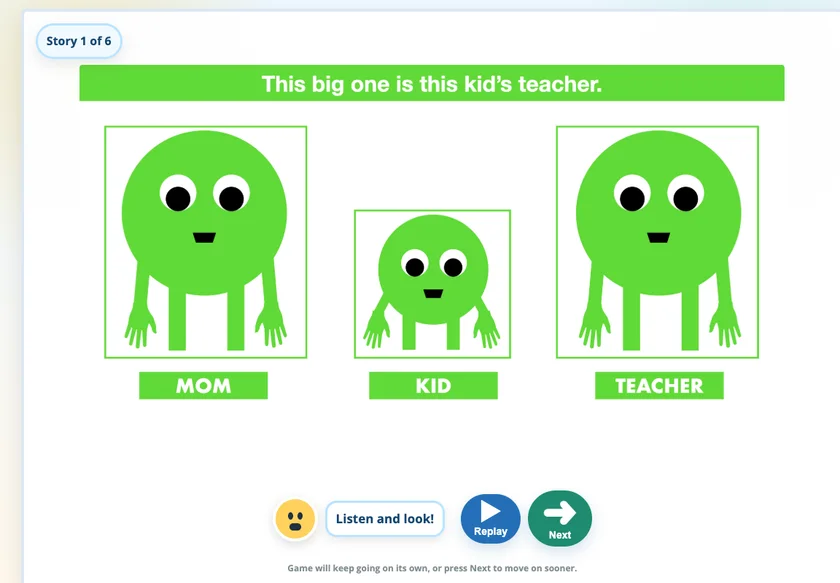 Story 1 of 6
This big one is this kid’s teacher.
MOM
KID
TEACHER
Listen and look!
Replay
Next
Game will keep going on its own, or press Next to move on sooner.